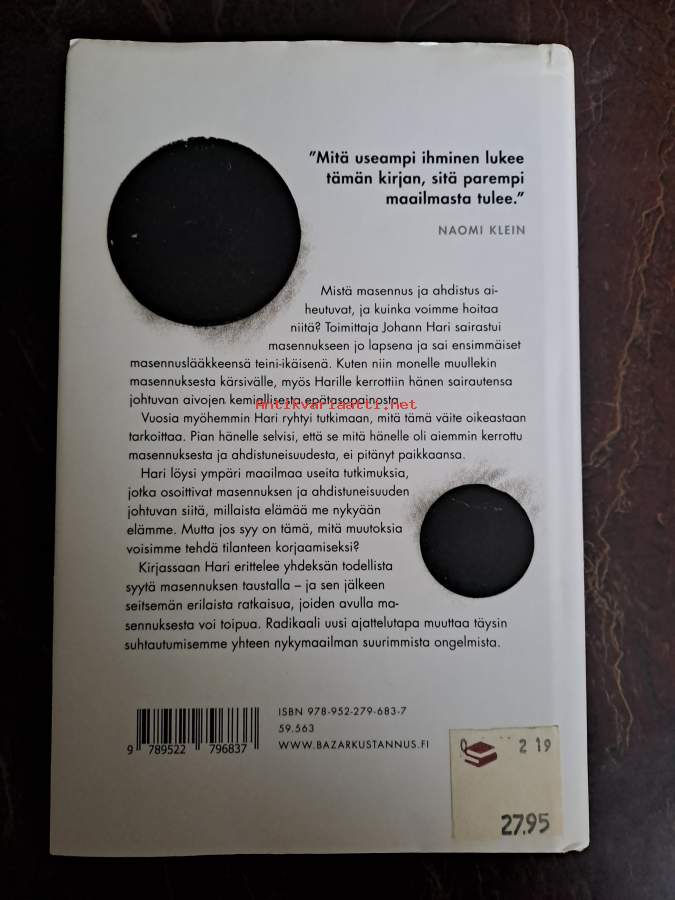 "Mitä useampi ihminen lukee
tämän kirjan, sitä parempi
maailmasta tulee."
NAOMI KLEIN
Mistä masennus ja ahdistus ai-
heutuvat, ja kuinka voimme hoitaa
niitä? Toimittaja Johann Hari sairastui
masennukseen jo lapsena ja sai ensimmäiset
masennuslääkkeensä teini-ikäisenä. Kuten niin monelle muullekin
masennuksesta kärsivälle, myös Harille kerrottiin hänen sairautensa
johtuvan aivojen kemiallisesta epätasapainosta.
Antikvariaatti.net
Vuosia myöhemmin Hari ryhtyi tutkimaan, mitä tämä väite oikeastaan
tarkoittaa. Pian hänelle selvisi, että se mitä hänelle oli aiemmin kerrottu
masennuksesta ja ahdistuneisuudesta, ei pitänyt paikkaansa.
Hari löysi ympäri maailmaa useita tutkimuksia,
jotka osoittivat masennuksen ja ahdistuneisuuden
johtuvan siitä, millaista elämää me nykyään
elämme. Mutta jos syy on tämä, mitä muutoksia
voisimme tehdä tilanteen korjaamiseksi?
Kirjassaan Hari erittelee yhdeksän todellista
syytä masennuksen taustalla – ja sen jälkeen
seitsemän erilaista ratkaisua, joiden avulla ma-
sennuksesta voi toipua. Radikaali uusi ajattelutapa muuttaa täysin
suhtautumisemme yhteen nykymaailman suurimmista ongelmista.
ISBN 978-952-279-683-7
59.563
WWW.BAZARKUSTANNUS.FI
9 789522 796837
2 19
27.95